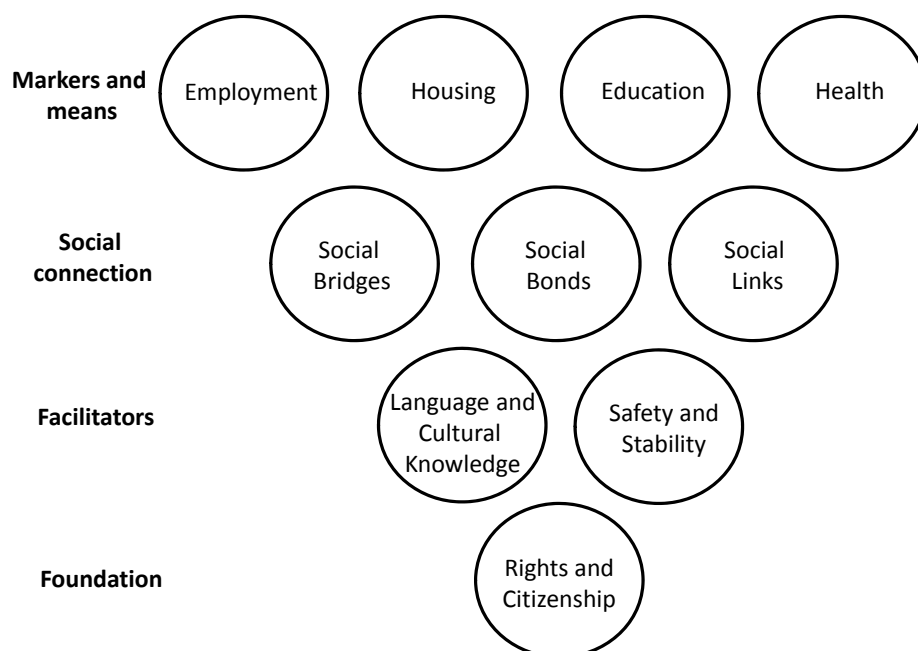 Markers and
means
Employment
Housing
Education
Health
Social
connection
Social
Bridges
Social
Bonds
Social
Links
Facilitators
Language and
Cultural
Knowledge
Safety and
Stability
Foundation
Rights and
Citizenship